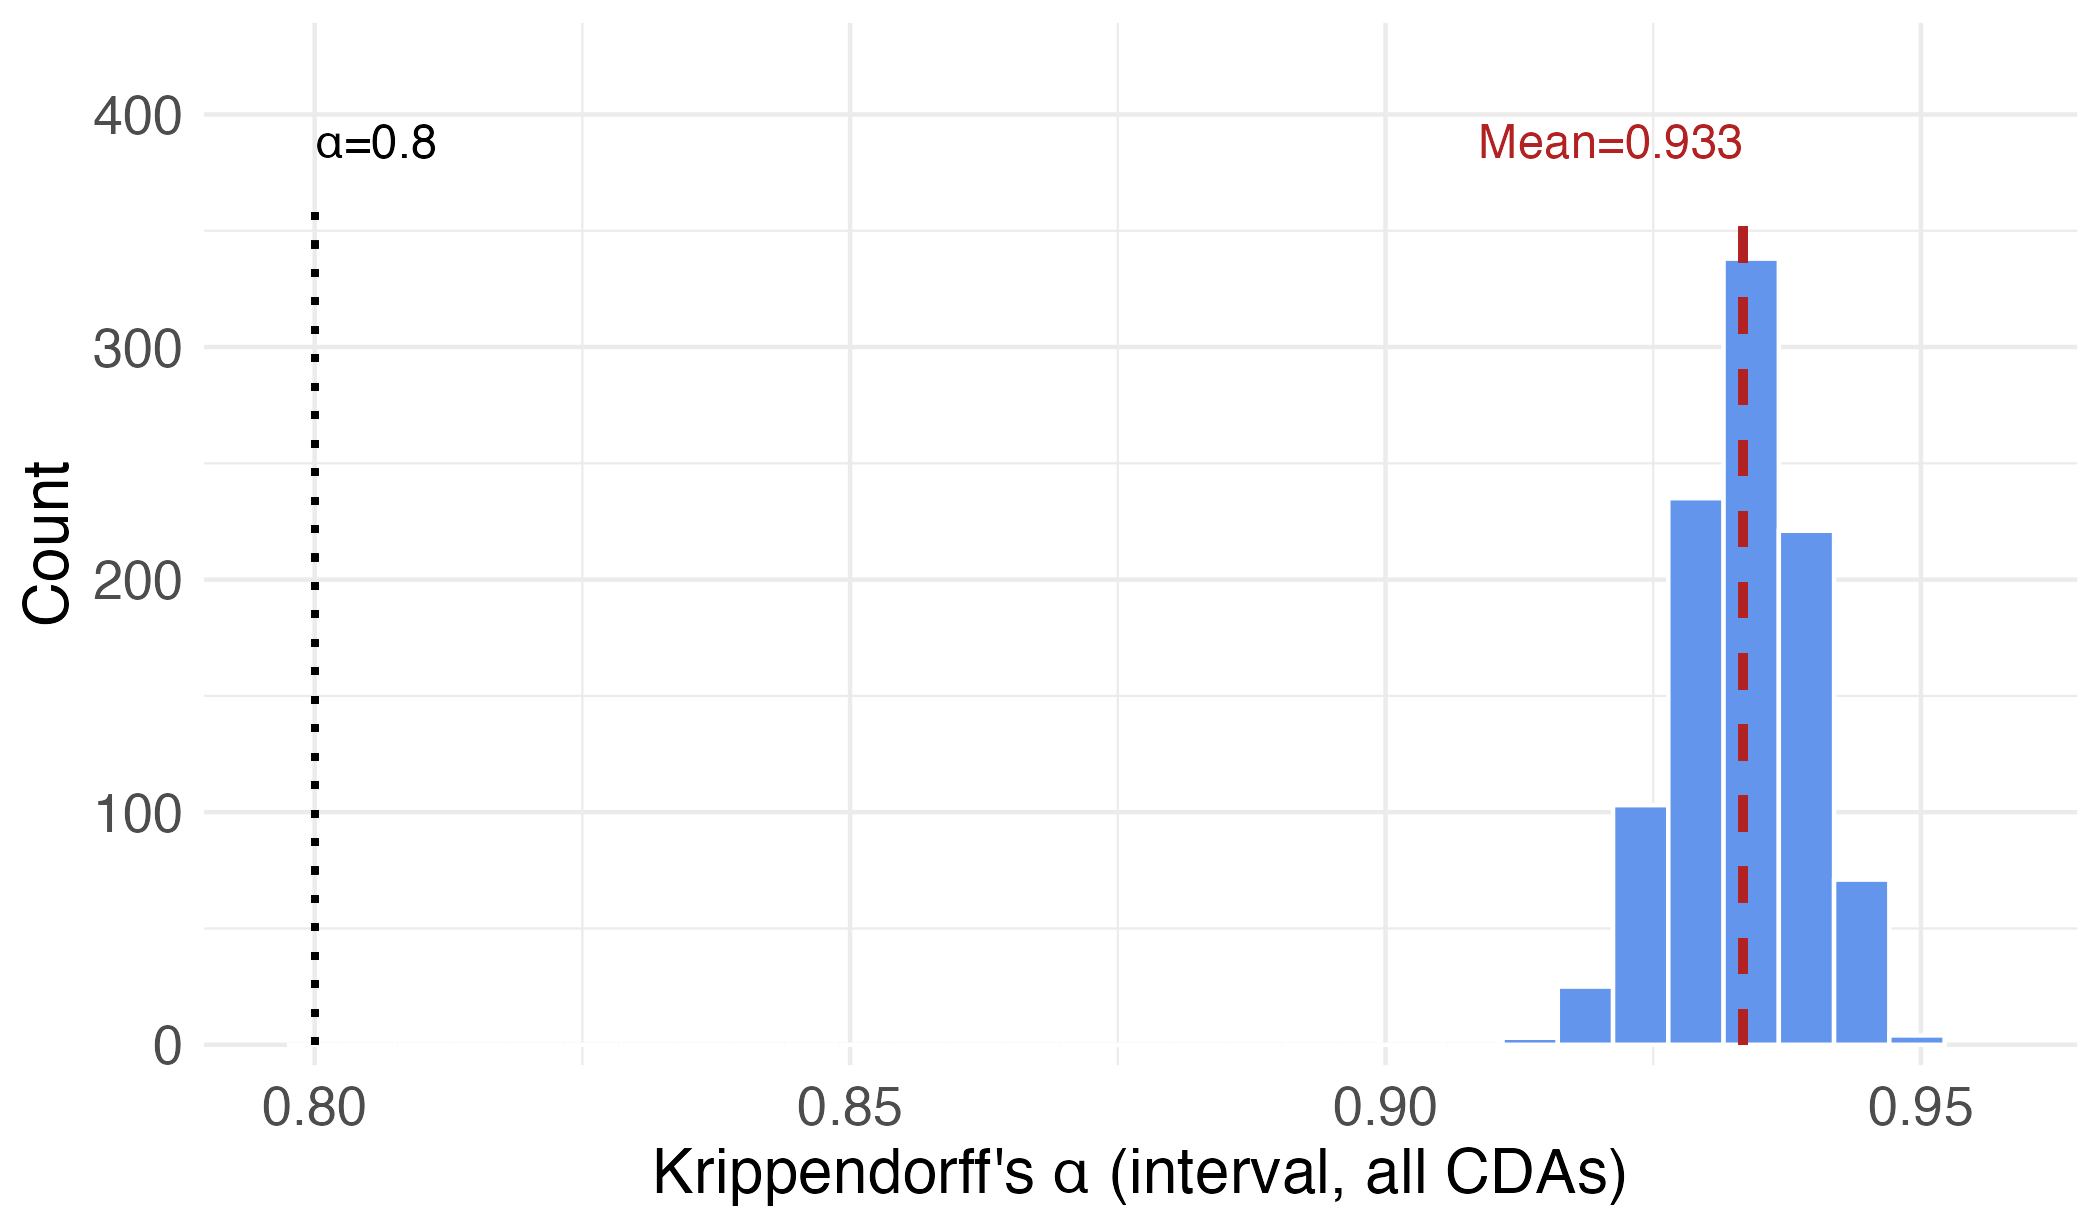 400
α=0.8
Mean=0.933
300
Count
200
100
0
0.80 0.85 0.90 0.95
Krippendorff's α (interval, all CDAs)